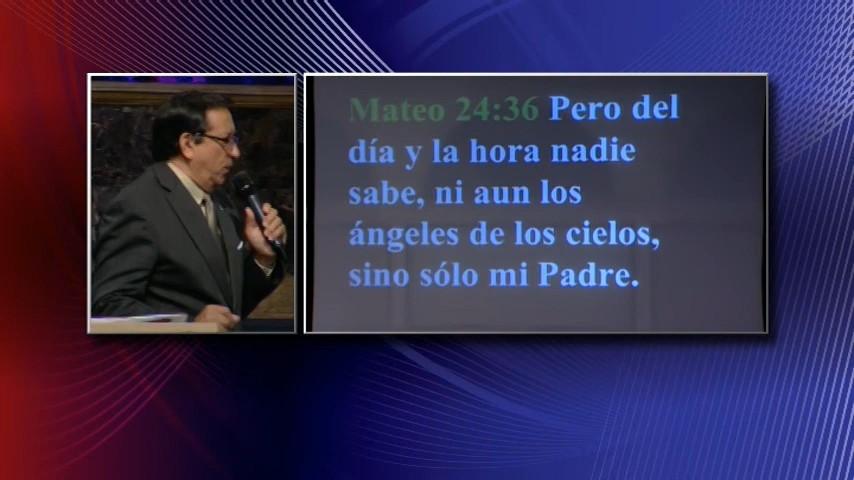 Mateo 24:36 Pero del
día y la hora nadie
sabe, ni aun los
ángeles de los cielos,
sino sólo mi Padre.